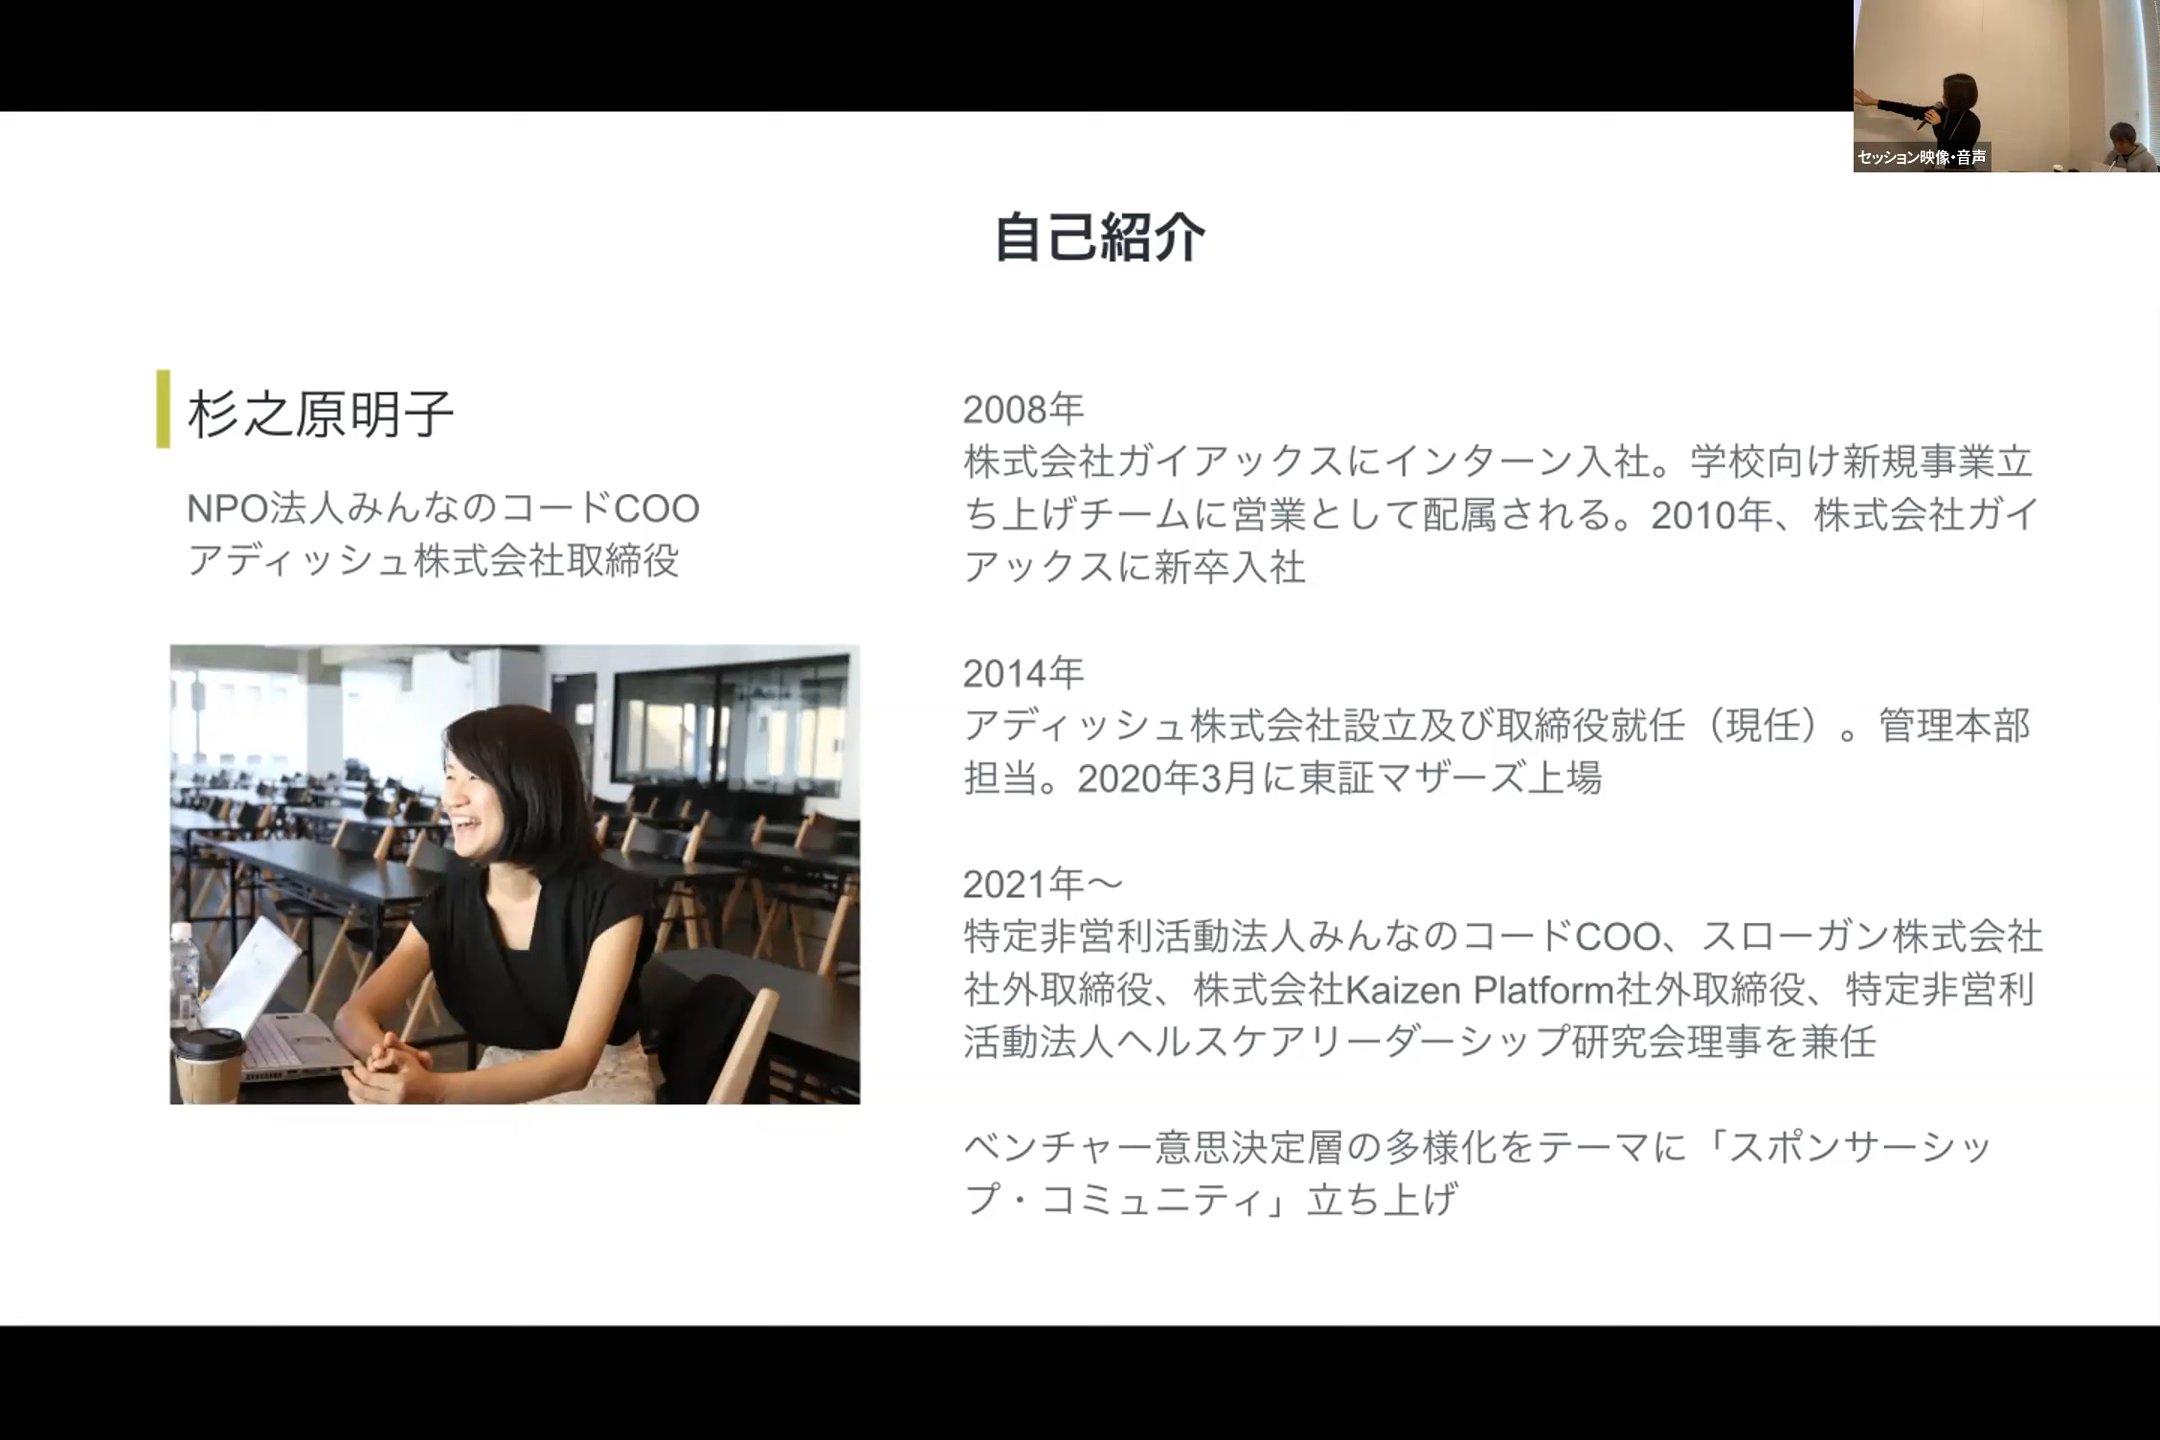 セッション映像・音声
自己紹介
杉之原明子
NPO法人みんなのコードCOO
アディッシュ株式会社取締役
2008年
株式会社ガイアックスにインターン入社。学校向け新規事業立
ち上げチームに営業として配属される。2010年、株式会社ガイ
アックスに新卒入社
2014年
アディッシュ株式会社設立及び取締役就任（現任）。管理本部
担当。2020年3月に東証マザーズ上場
2021年〜
特定非営利活動法人みんなのコードCOO、スローガン株式会社
社外取締役、株式会社Kaizen Platform社外取締役、特定非営利
活動法人ヘルスケアリーダーシップ研究会理事を兼任
ベンチャー意思決定層の多様化をテーマに「スポンサーシッ
プ・コミュニティ」立ち上げ